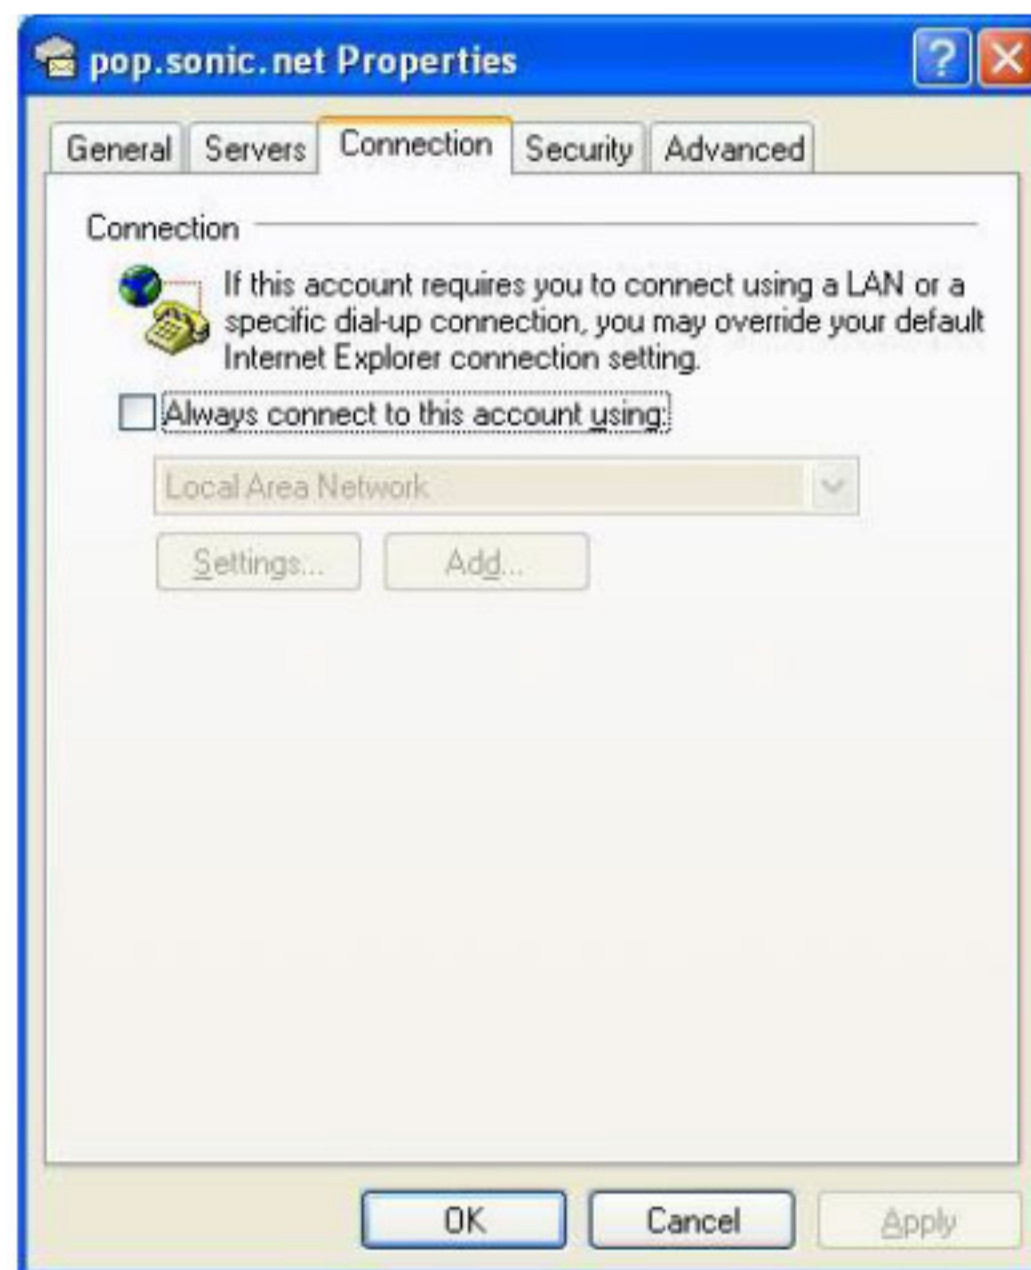 pop.sonic.net Properties
General Servers Connection Security Advanced
Connection
If this account requires you to connect using a LAN or a
specific dial-up connection, you may override your default
Internet Explorer connection setting.
Always connect to this account using:
Local Area Network
Settings... Add...
OK Cancel Apply